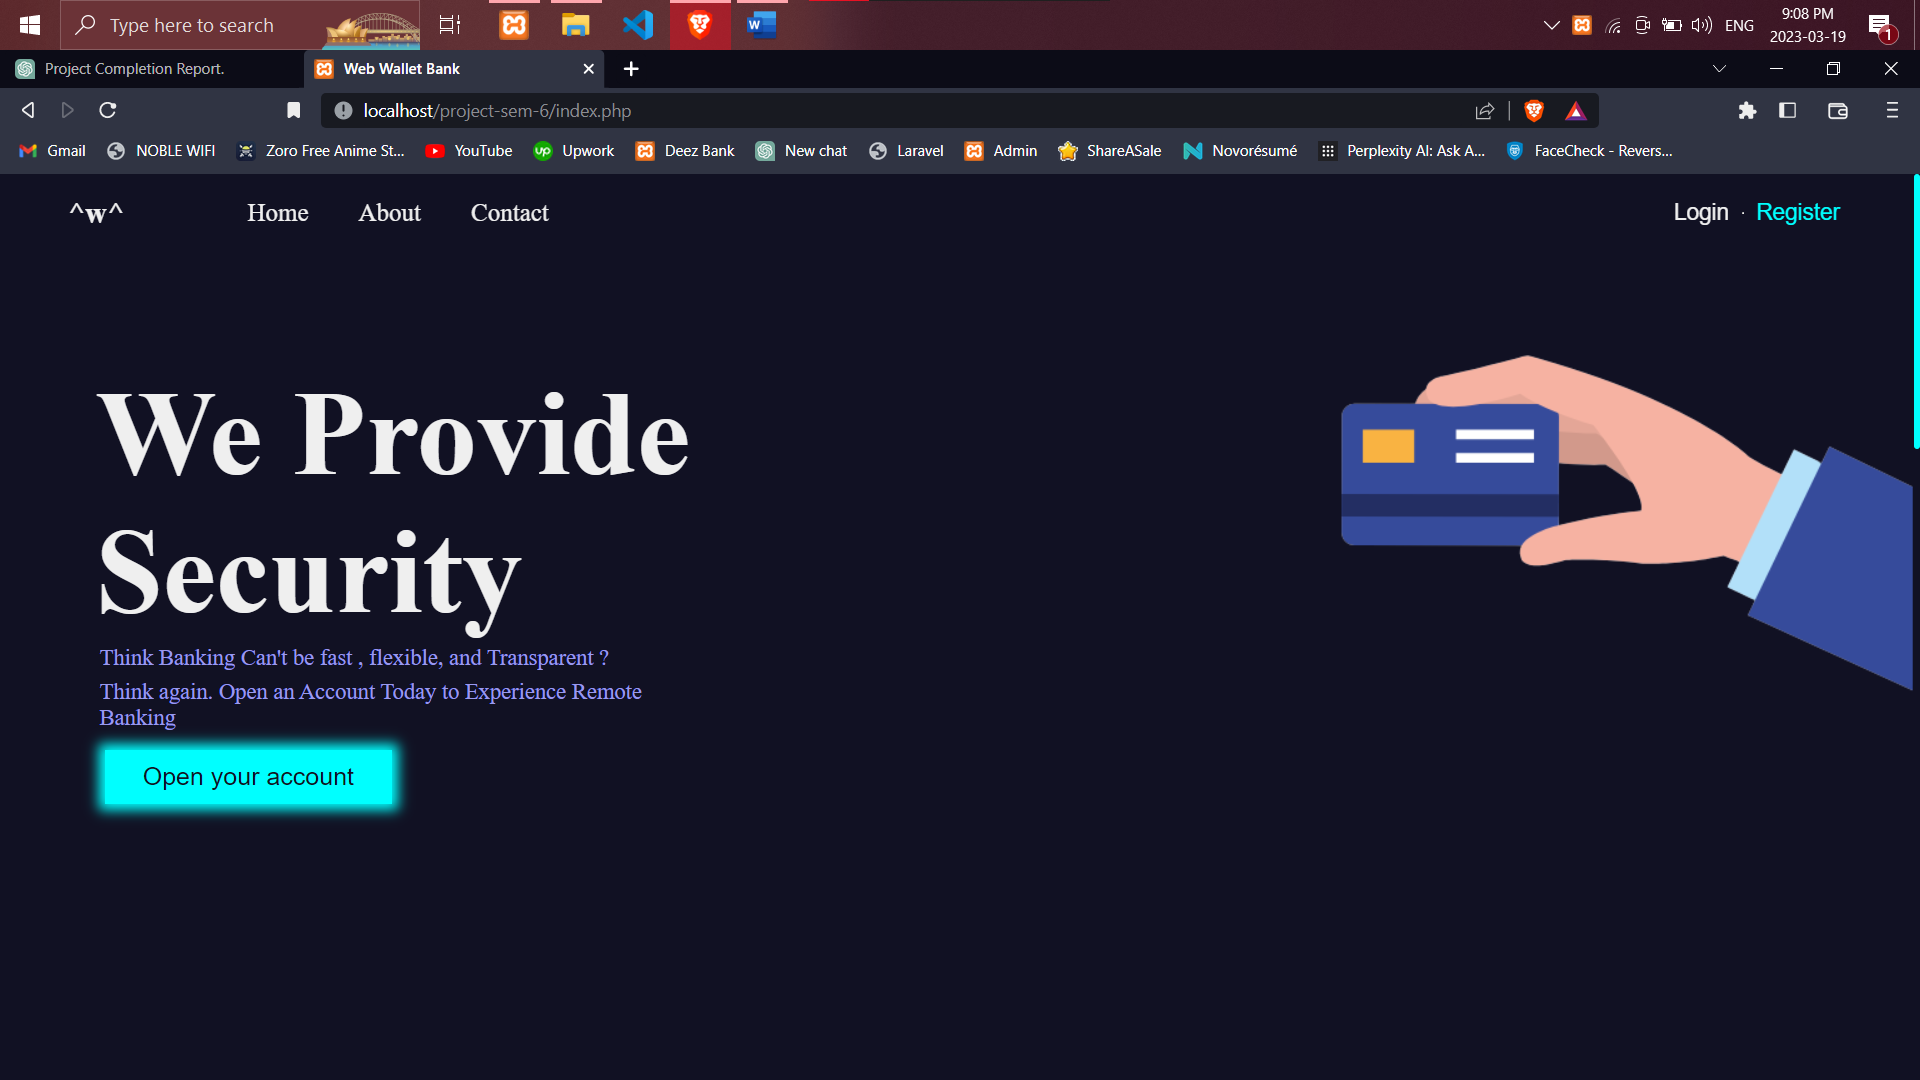 Type here to search
W
ENG
9:08 PM
2023-03-19
1
Project Completion Report.
Web Wallet Bank
localhost/project-sem-6/index.php
Gmail
NOBLE WIFI
Zoro Free Anime St...
YouTube
up
Upwork
Deez Bank
New chat
Laravel
Admin
ShareASale
Novorésumé
Perplexity AI: Ask A...
FaceCheck - Revers...
^w^
Home
About
Contact
Login · Register
We Provide
Security
Think Banking Can't be fast , flexible, and Transparent ?
Think again. Open an Account Today to Experience Remote
Banking
Open your account